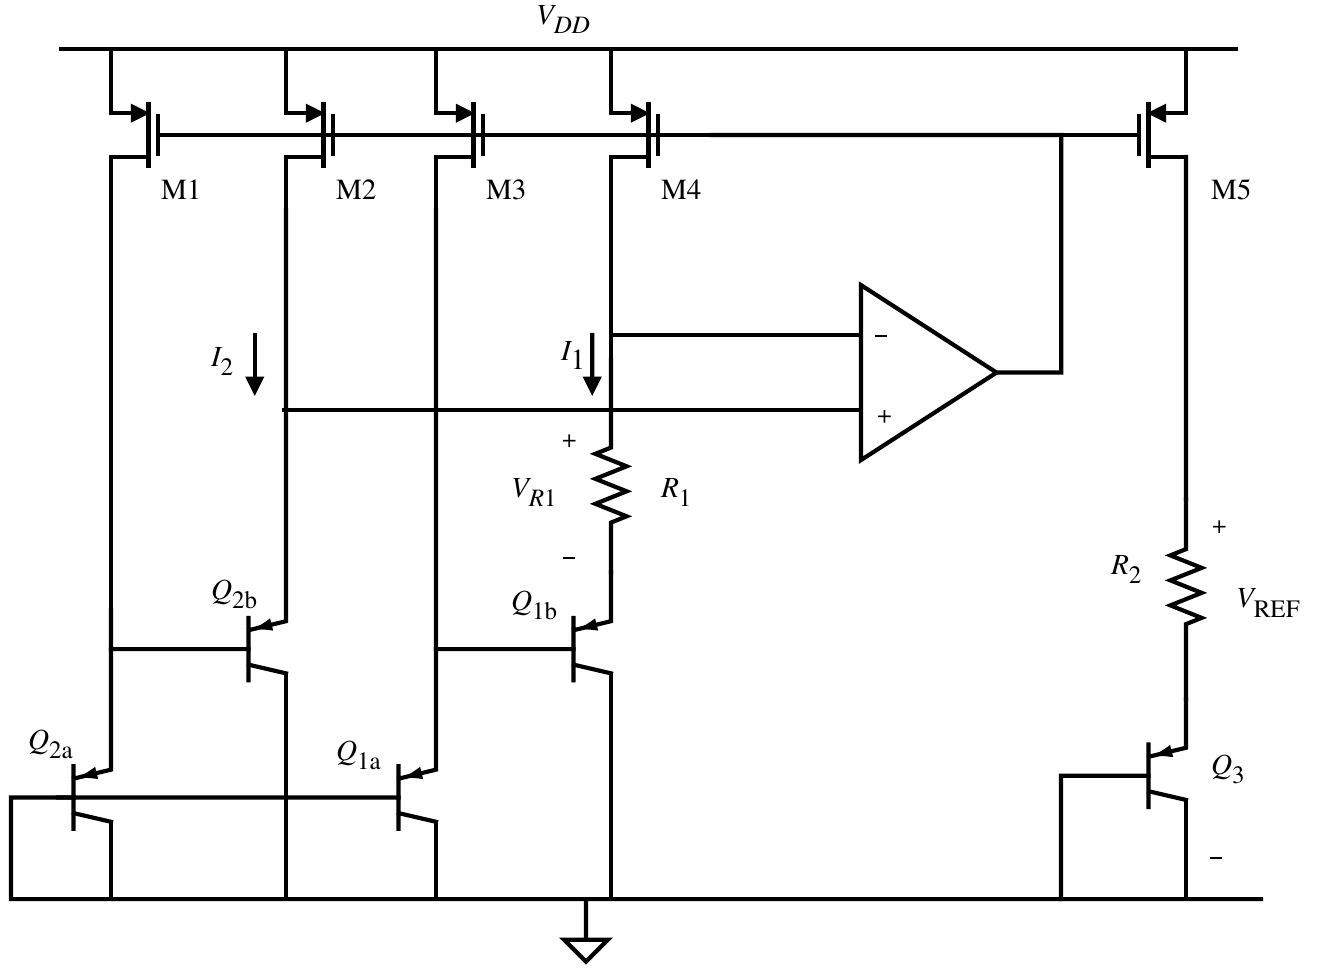 V_DD
M1 M2 M3 M4 M5
I_2 I_1
−
+
+
V_R1 R_1
−
+
R_2
V_REF
Q_2b Q_1b
Q_2a Q_1a Q_3
−